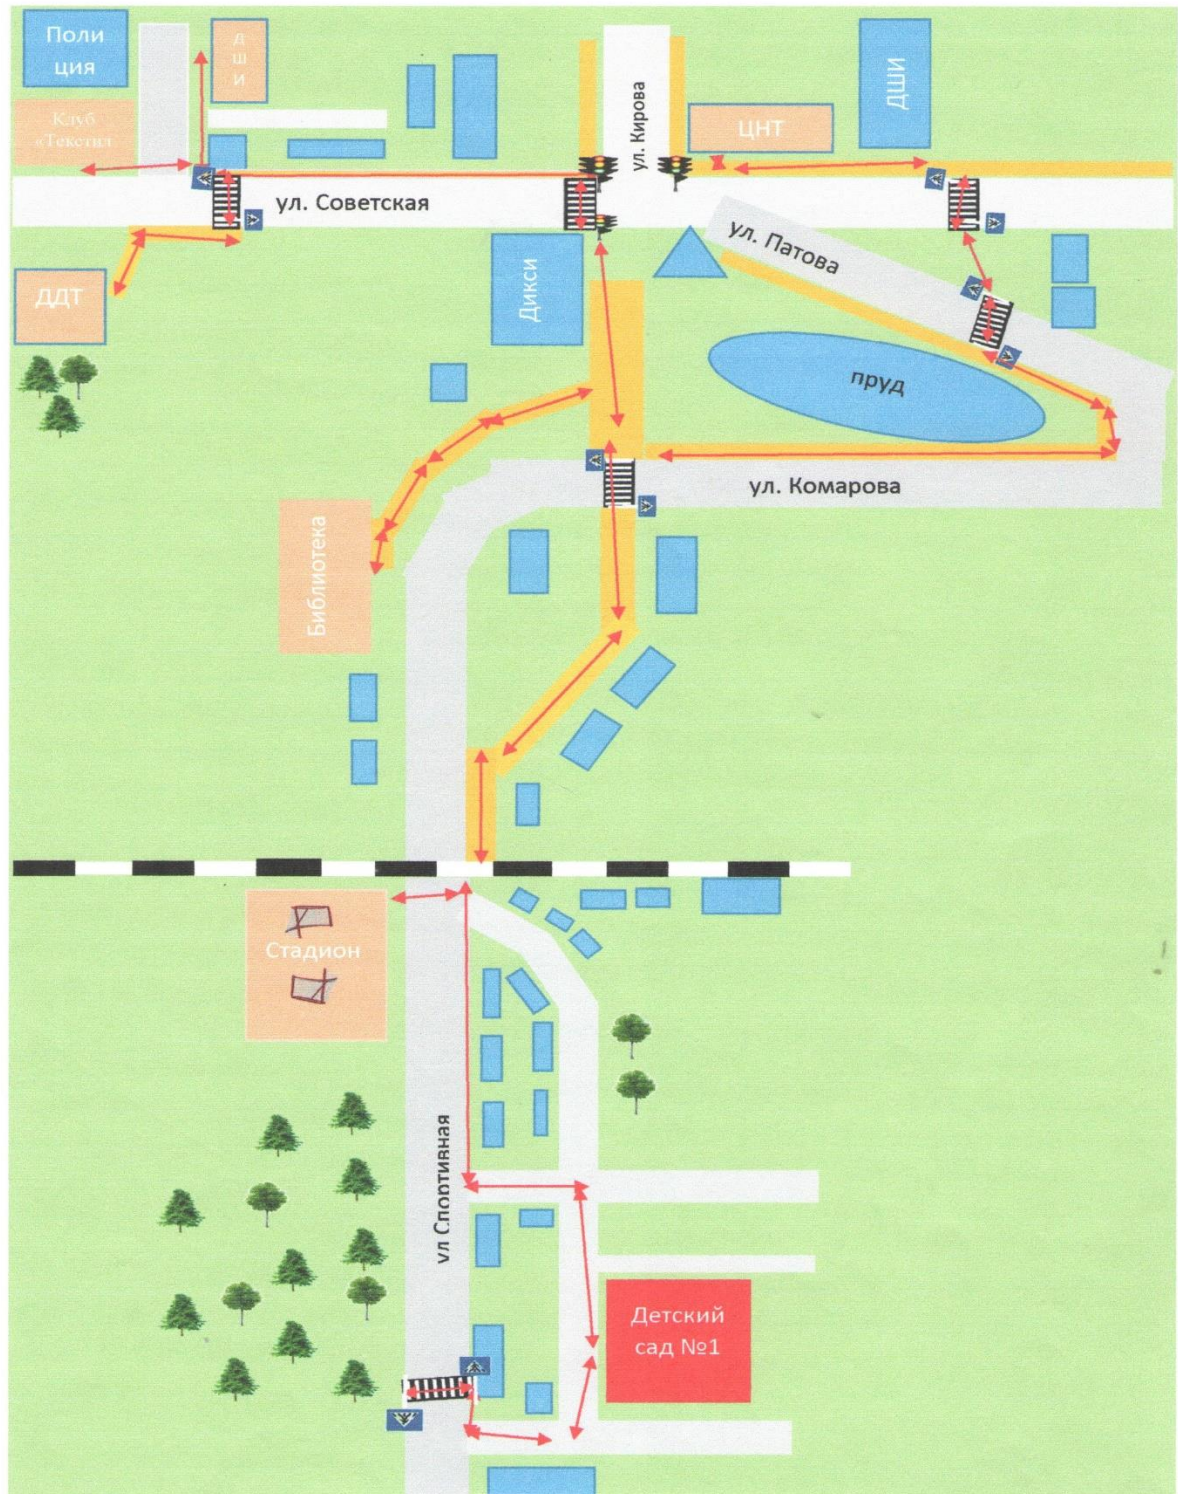 Поли
ция
Д
Ш
И
Клуб
«Текстил
ул. Кирова
ЦНТ
ДШИ
ул. Советская
ул. Патова
ДДТ
Дикси
пруд
ул. Комарова
Библиотека
Стадион
ул Спортивная
Детский
сад №1